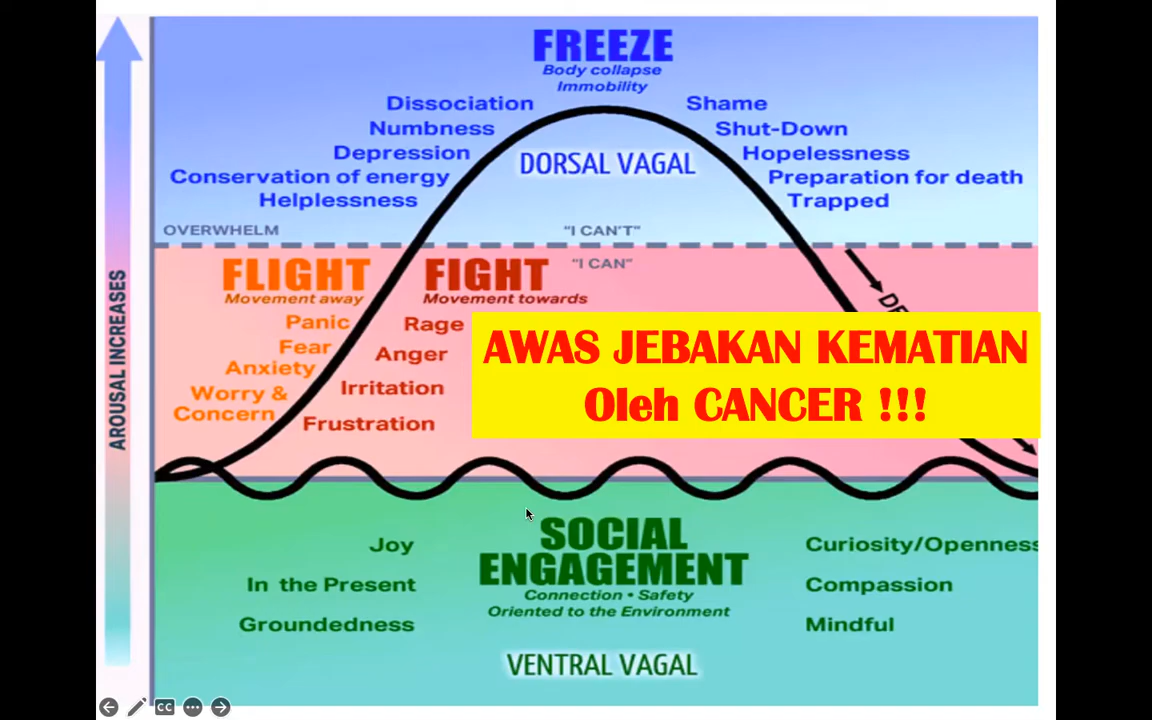 FREEZE
Body collapse
Immobility
Dissociation
Numbness
Depression
Conservation of energy
Helplessness
Shame
Shut-Down
Hopelessness
Preparation for death
Trapped
DORSAL VAGAL
OVERWHELM
"I CAN'T"
"I CAN"
FLIGHT
Movement away
Panic
Fear
Anxiety
Worry &
Concern
FIGHT
Movement towards
Rage
Anger
Irritation
Frustration
AWAS JEBAKAN KEMATIAN
Oleh CANCER !!!
AROUSAL INCREASES
SOCIAL
ENGAGEMENT
Connection • Safety
Oriented to the Environment
Joy
In the Present
Groundedness
Curiosity/Openness
Compassion
Mindful
VENTRAL VAGAL
CC